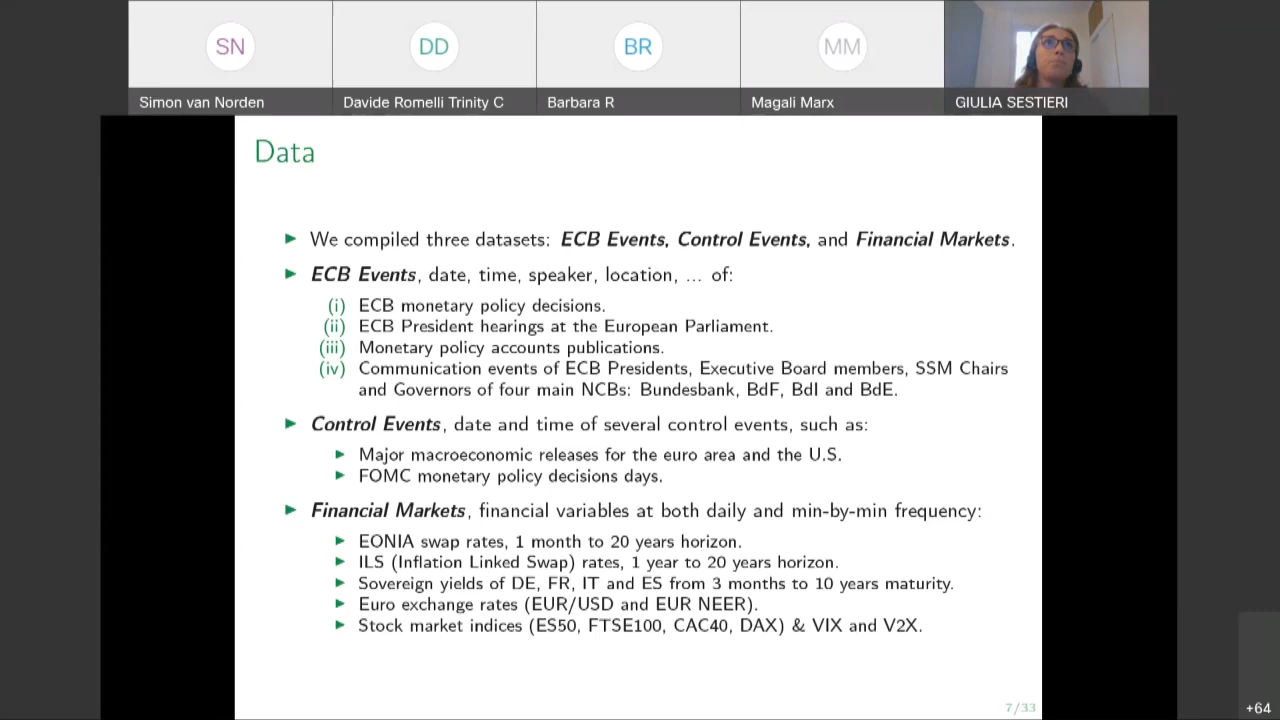 SN
DD
BR
MM
Simon van Norden
Davide Romelli Trinity C
Barbara R
Magali Marx
GIULIA SESTIERI
Data
▶ We compiled three datasets: ECB Events, Control Events, and Financial Markets.
▶ ECB Events, date, time, speaker, location, ... of:
(i) ECB monetary policy decisions.
(ii) ECB President hearings at the European Parliament.
(iii) Monetary policy accounts publications.
(iv) Communication events of ECB Presidents, Executive Board members, SSM Chairs
and Governors of four main NCBs: Bundesbank, BdF, BdI and BdE.
▶ Control Events, date and time of several control events, such as:
▶ Major macroeconomic releases for the euro area and the U.S.
▶ FOMC monetary policy decisions days.
▶ Financial Markets, financial variables at both daily and min-by-min frequency:
▶ EONIA swap rates, 1 month to 20 years horizon.
▶ ILS (Inflation Linked Swap) rates, 1 year to 20 years horizon.
▶ Sovereign yields of DE, FR, IT and ES from 3 months to 10 years maturity.
▶ Euro exchange rates (EUR/USD and EUR NEER).
▶ Stock market indices (ES50, FTSE100, CAC40, DAX) & VIX and V2X.
7/33
+64